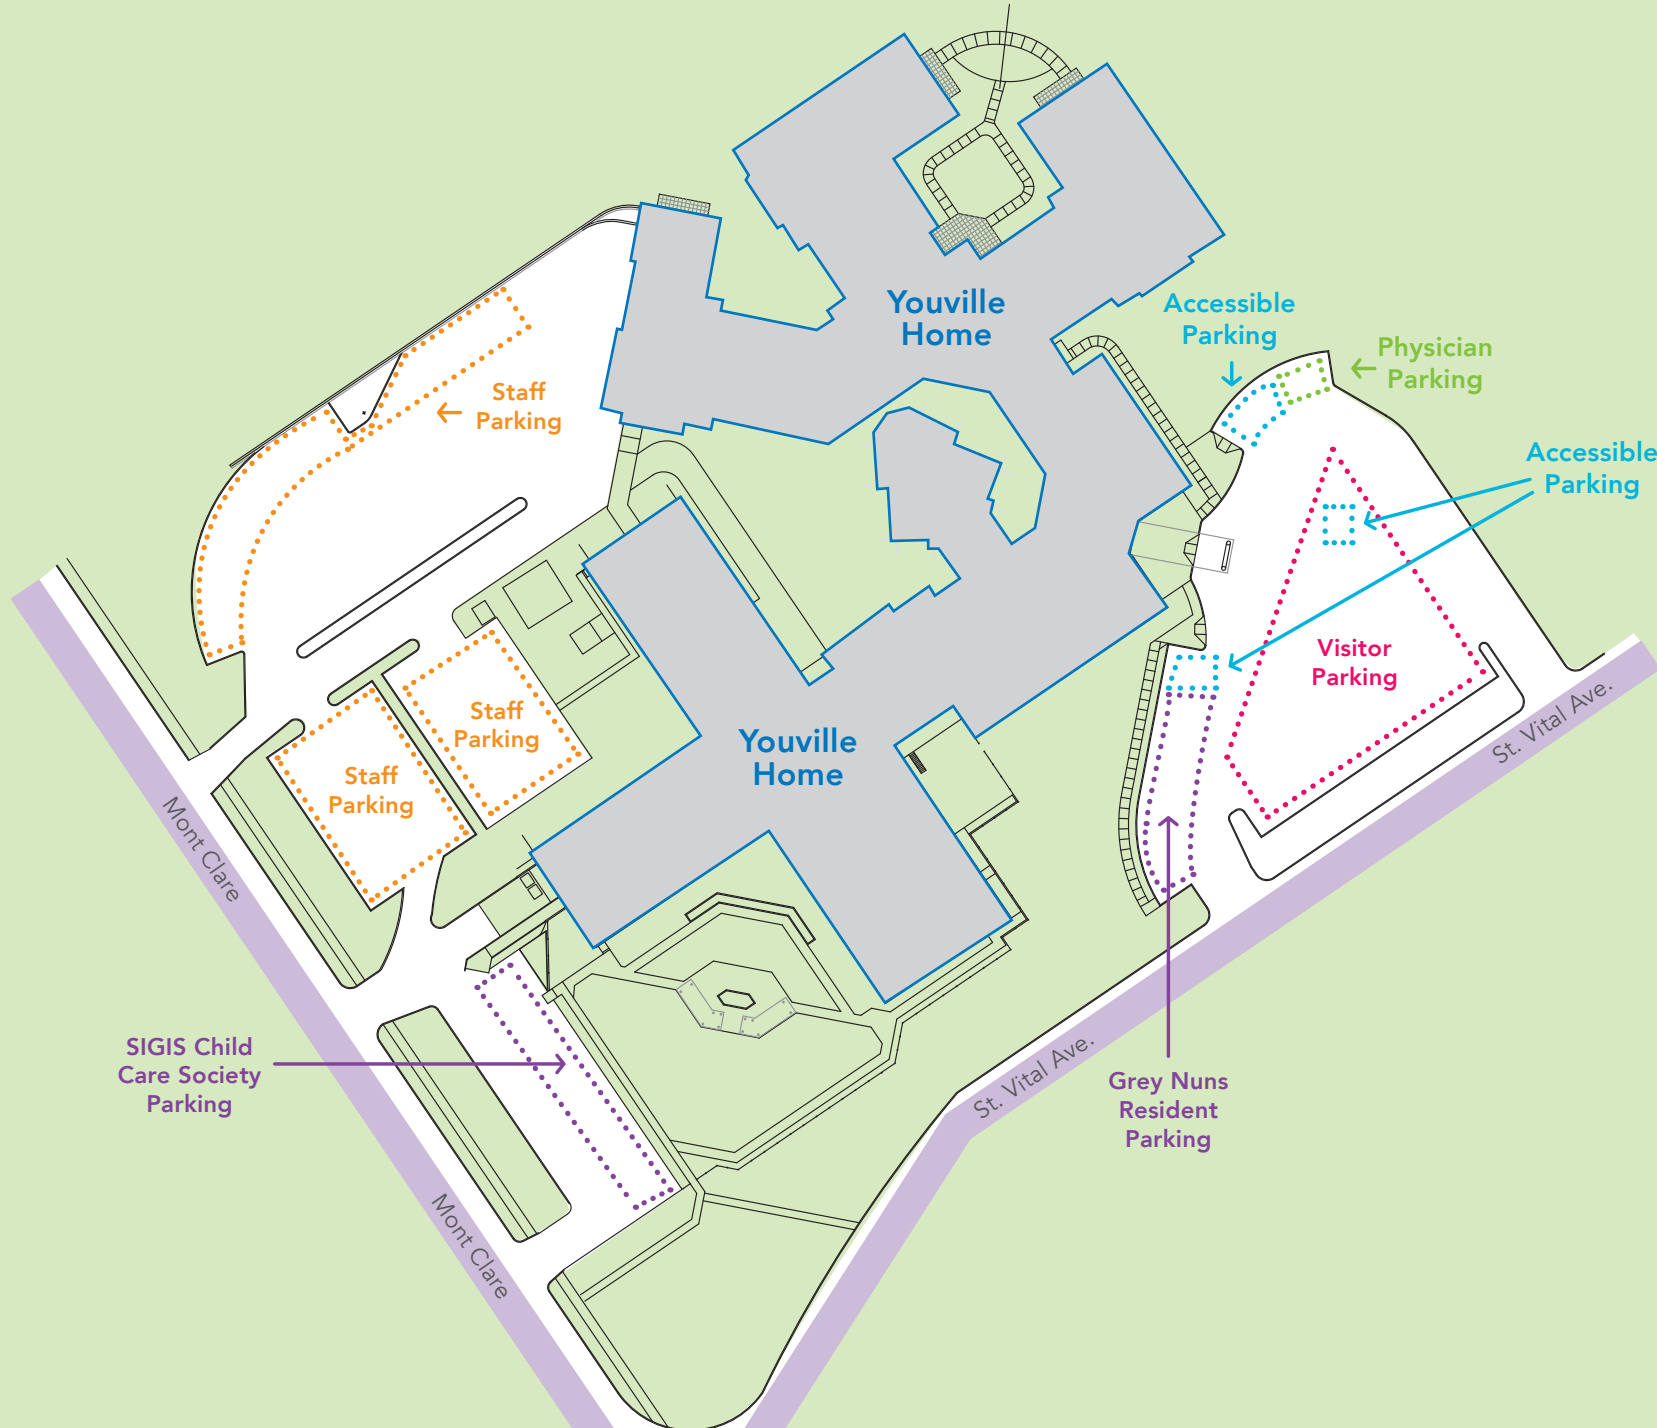 Youville
Home
Accessible
Parking
Physician
Parking
Staff
Parking
Accessible
Parking
Visitor
Parking
Staff
Parking
Staff
Parking
Youville
Home
St. Vital Ave.
Mont Clare
SIGIS Child
Care Society
Parking
St. Vital Ave.
Grey Nuns
Resident
Parking
Mont Clare